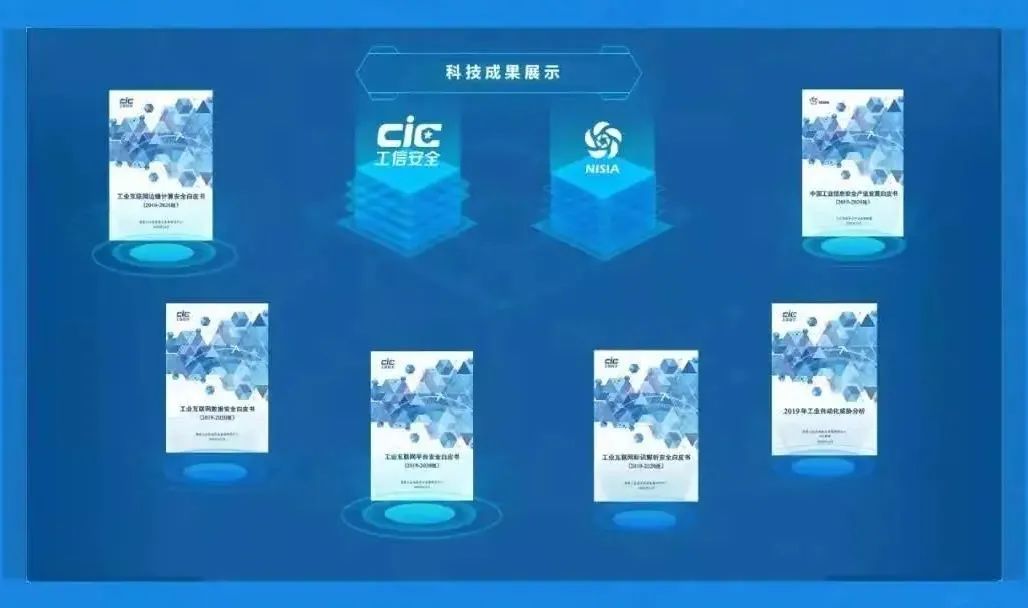 科技成果展示
CIC
工信安全
NISIA
CIC
工业互联网边缘计算安全白皮书
(2019-2020版)
NISIA
中国工业信息安全产业发展白皮书
(2019-2020版)
CIC
工业互联网数据安全白皮书
(2019-2020版)
CIC
工业互联网平台安全白皮书
(2019-2020版)
CIC
工业互联网标识解析安全白皮书
(2019-2020版)
CIC
2019年工业自动化威胁分析